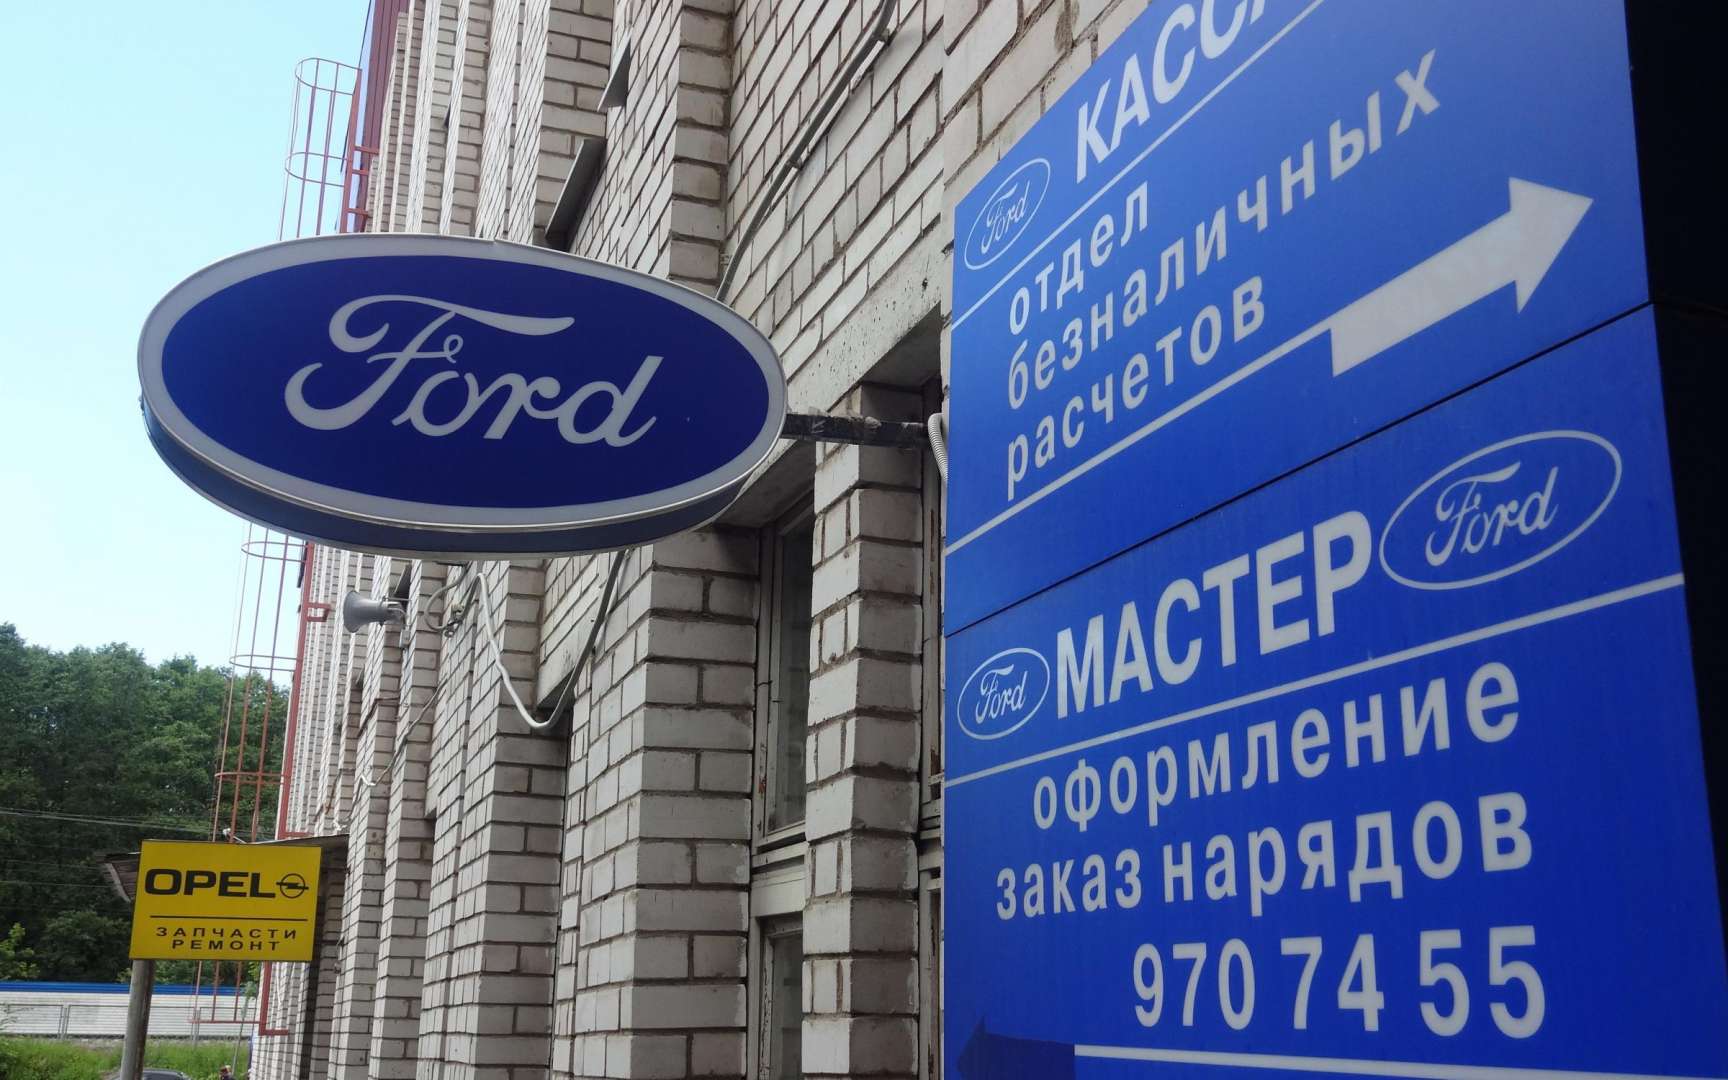 Ford
OPEL
ЗАПЧАСТИ
РЕМОНТ
Ford
КАССА
отдел
безналичных
расчетов
Ford
Ford
МАСТЕР
оформление
заказ нарядов
970 74 55